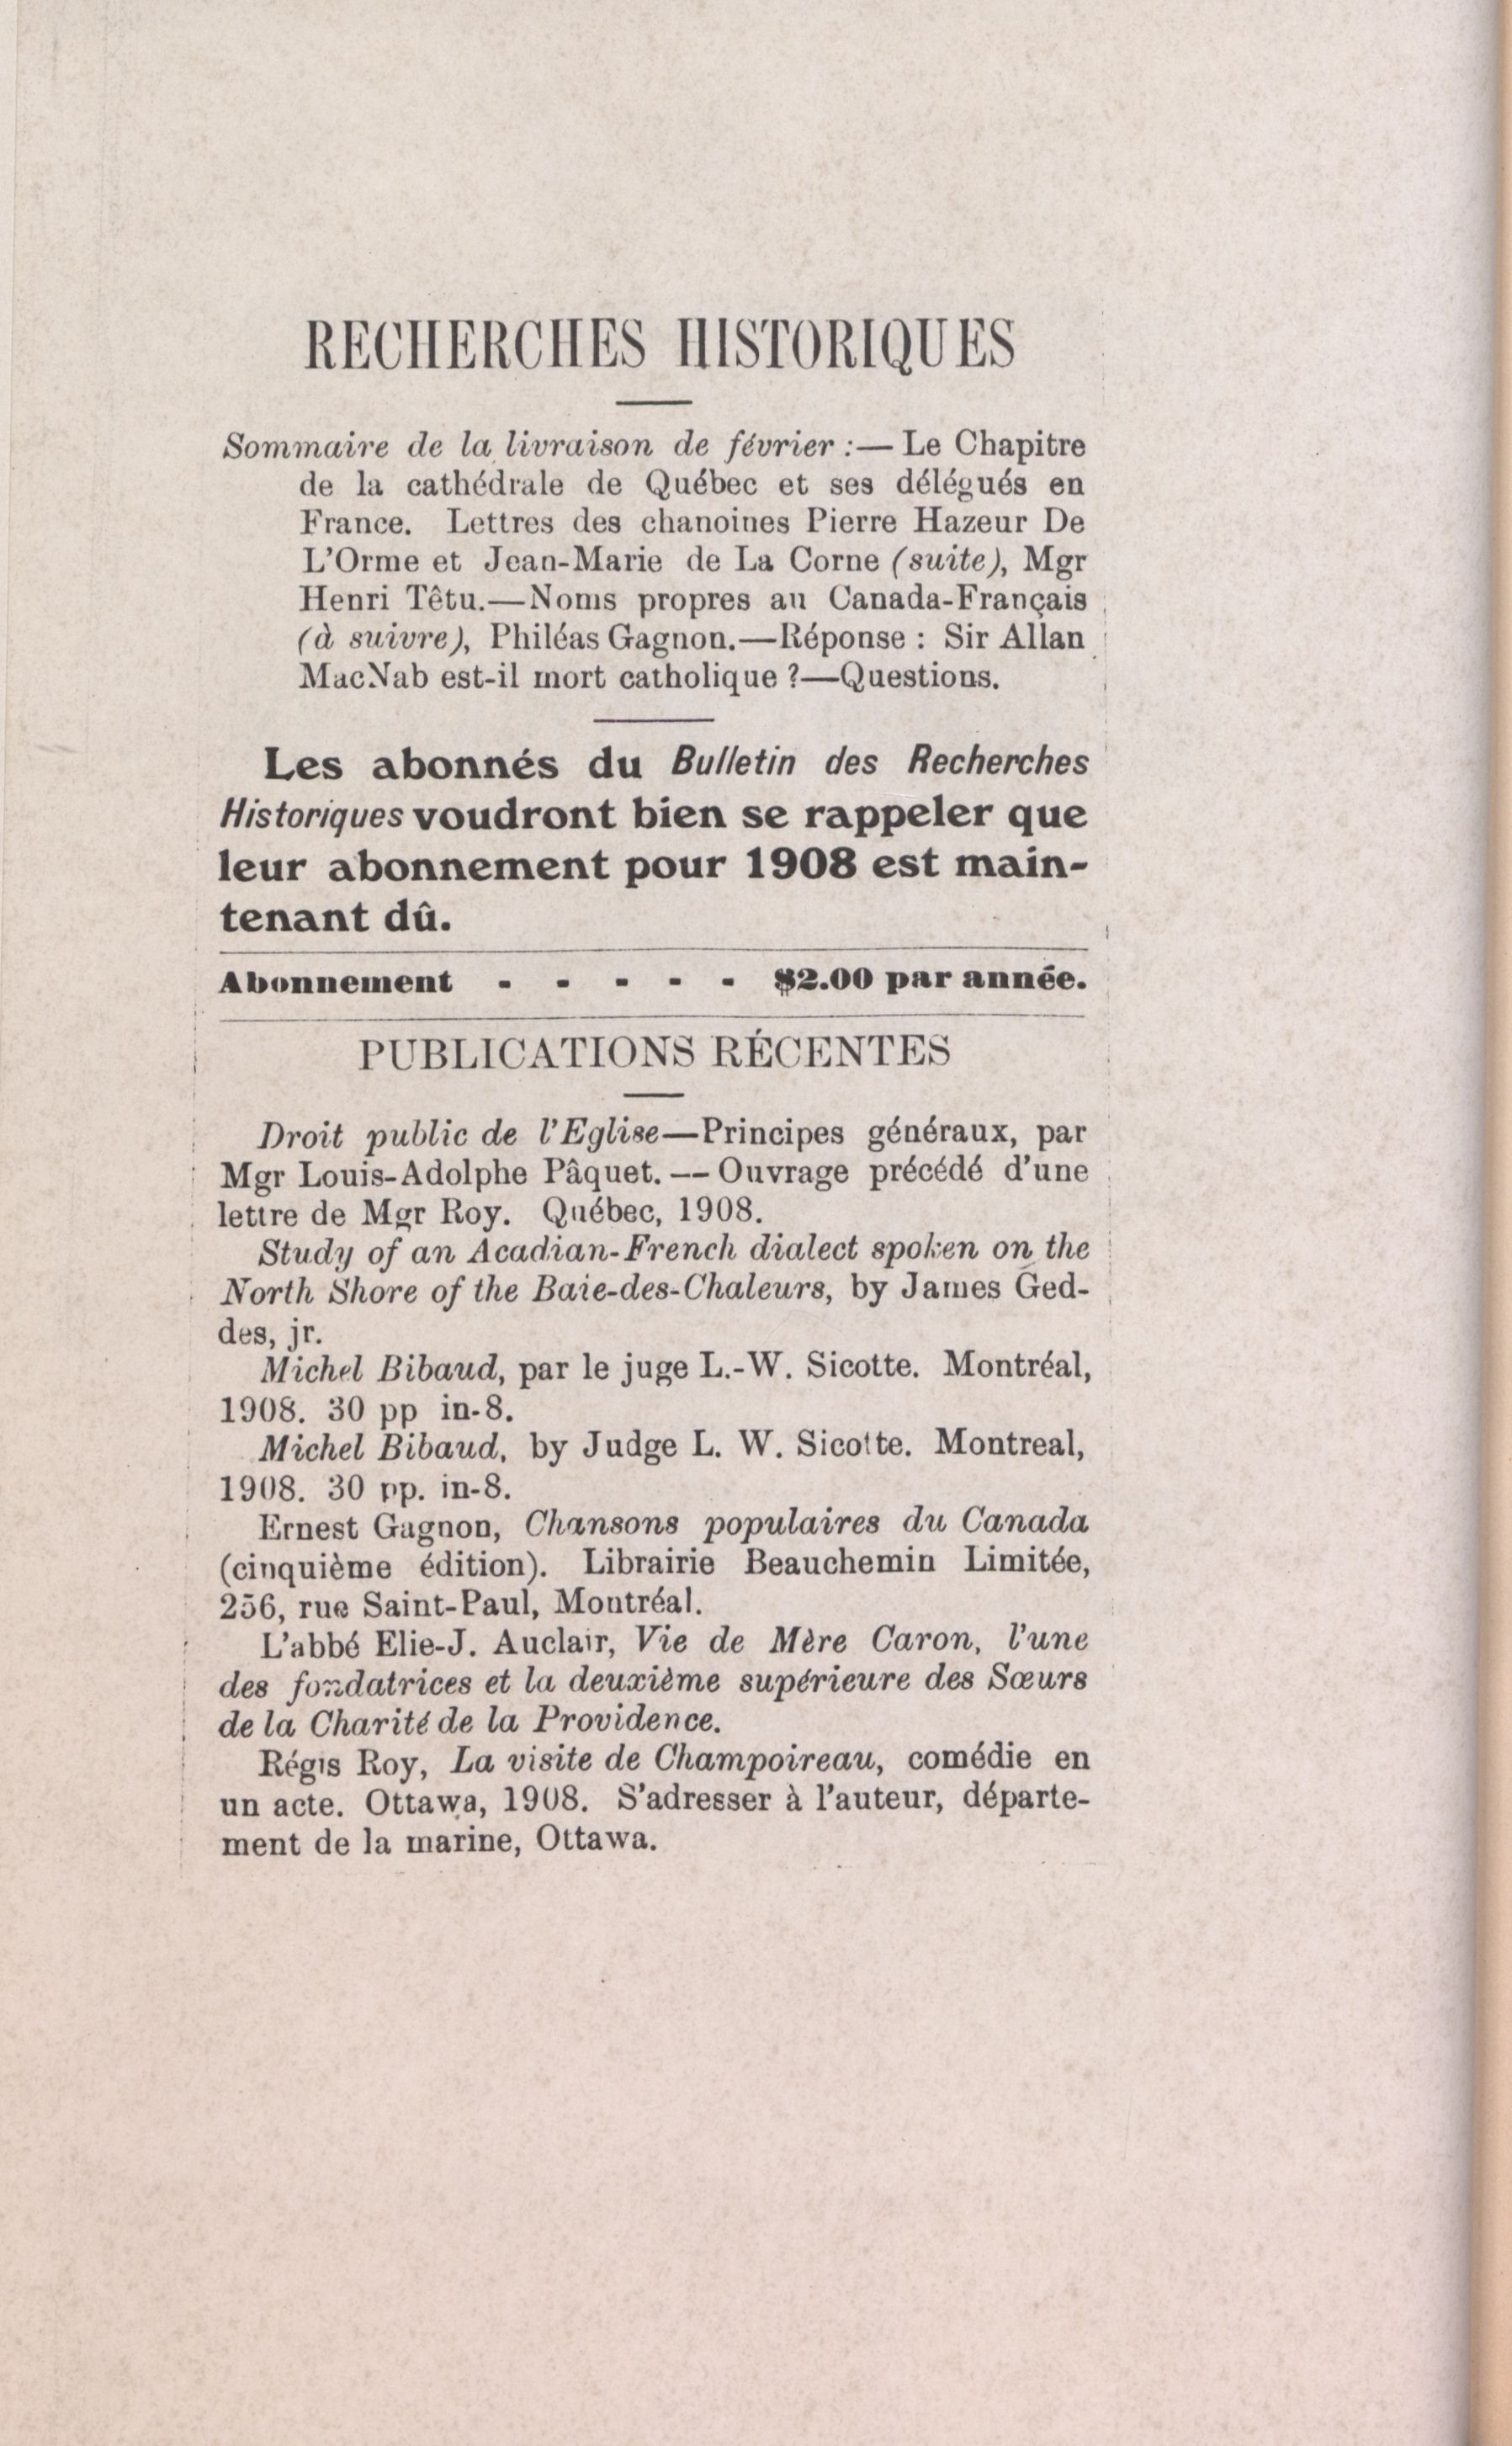 RECHERCHES HISTORIQUES
Sommaire de la livraison de février :— Le Chapitre
de la cathédrale de Québec et ses délégués en
France. Lettres des chanoines Pierre Hazeur De
L'Orme et Jean-Marie de La Corne (suite), Mgr
Henri Têtu.—Noms propres au Canada-Français
(à suivre), Philéas Gagnon.—Réponse : Sir Allan
MacNab est-il mort catholique ?—Questions.
Les abonnés du Bulletin des Recherches
Historiques voudront bien se rappeler que
leur abonnement pour 1908 est main-
tenant dû.
Abonnement - - - - - $2.00 par année.
PUBLICATIONS RÉCENTES
Droit public de l'Eglise—Principes généraux, par
Mgr Louis-Adolphe Pâquet. —— Ouvrage précédé d'une
lettre de Mgr Roy. Québec, 1908.
Study of an Acadian-French dialect spoken on the
North Shore of the Baie-des-Chaleurs, by James Ged-
des, jr.
Michel Bibaud, par le juge L.-W. Sicotte. Montréal,
1908. 30 pp in-8.
Michel Bibaud, by Judge L. W. Sicotte. Montreal,
1908. 30 pp. in-8.
Ernest Gagnon, Chansons populaires du Canada
(cinquième édition). Librairie Beauchemin Limitée,
256, rue Saint-Paul, Montréal.
L'abbé Elie-J. Auclair, Vie de Mère Caron, l'une
des fondatrices et la deuxième supérieure des Sœurs
de la Charité de la Providence.
Régis Roy, La visite de Champoireau, comédie en
un acte. Ottawa, 1908. S'adresser à l'auteur, départe-
ment de la marine, Ottawa.